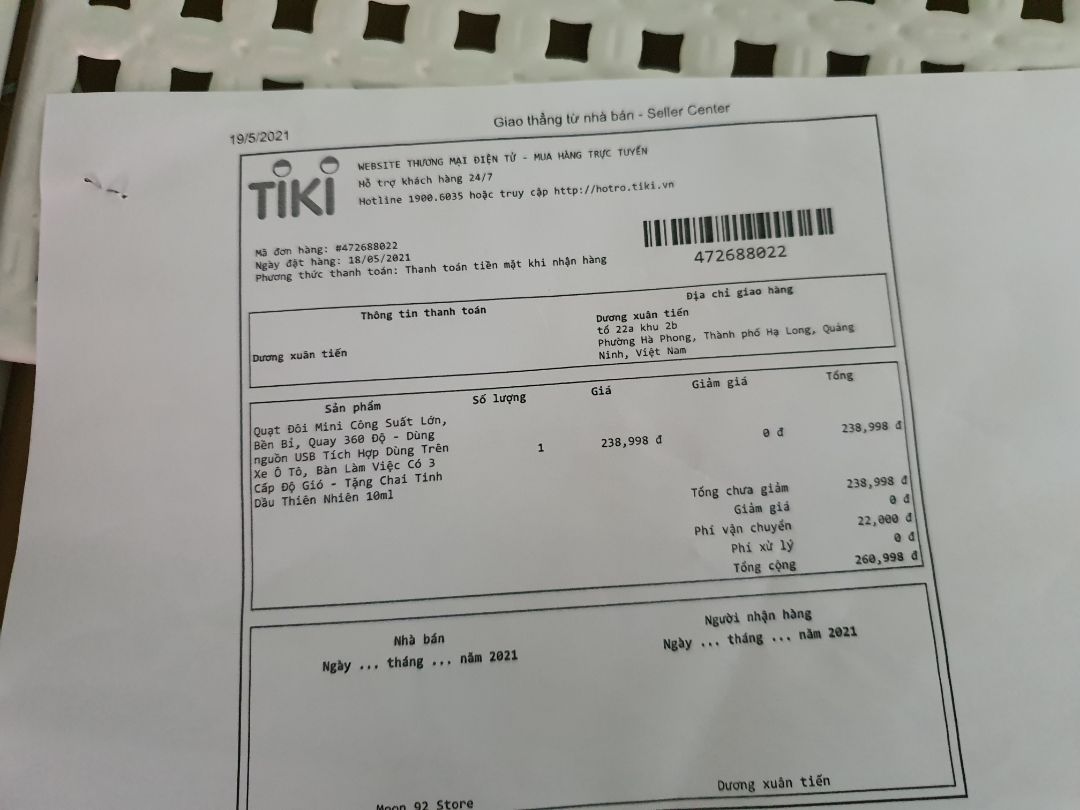 19/5/2021
Giao thẳng từ nhà bán - Seller Center
TIKI
WEBSITE THƯƠNG MẠI ĐIỆN TỬ - MUA HÀNG TRỰC TUYẾN
Hỗ trợ khách hàng 24/7
Hotline 1900.6035 hoặc truy cập http://hotro.tiki.vn
Mã đơn hàng: #472688022
Ngày đặt hàng: 18/05/2021
Phương thức thanh toán: Thanh toán tiền mặt khi nhận hàng
472688022
Thông tin thanh toán
Dương xuân tiến
Địa chỉ giao hàng
Dương xuân tiến
tổ 22a khu 2b
Phường Hà Phong, Thành phố Hạ Long, Quảng
Ninh, Việt Nam
Sản phẩm Số lượng Giá Giảm giá Tổng
Quạt Đôi Mini Công Suất Lớn,
Bền Bỉ, Quay 360 Độ - Dùng
nguồn USB Tích Hợp Dùng Trên
Xe Ô Tô, Bàn Làm Việc Có 3
Cấp Độ Gió - Tặng Chai Tinh
Dầu Thiên Nhiên 10ml
1 238,998 đ 0 đ 238,998 đ
Tổng chưa giảm 238,998 đ
Giảm giá 0 đ
Phí vận chuyển 22,000 đ
Phí xử lý 0 đ
Tổng cộng 260,998 đ
Nhà bán
Ngày ... tháng ... năm 2021
Người nhận hàng
Ngày ... tháng ... năm 2021
Moon 92 Store
Dương xuân tiến